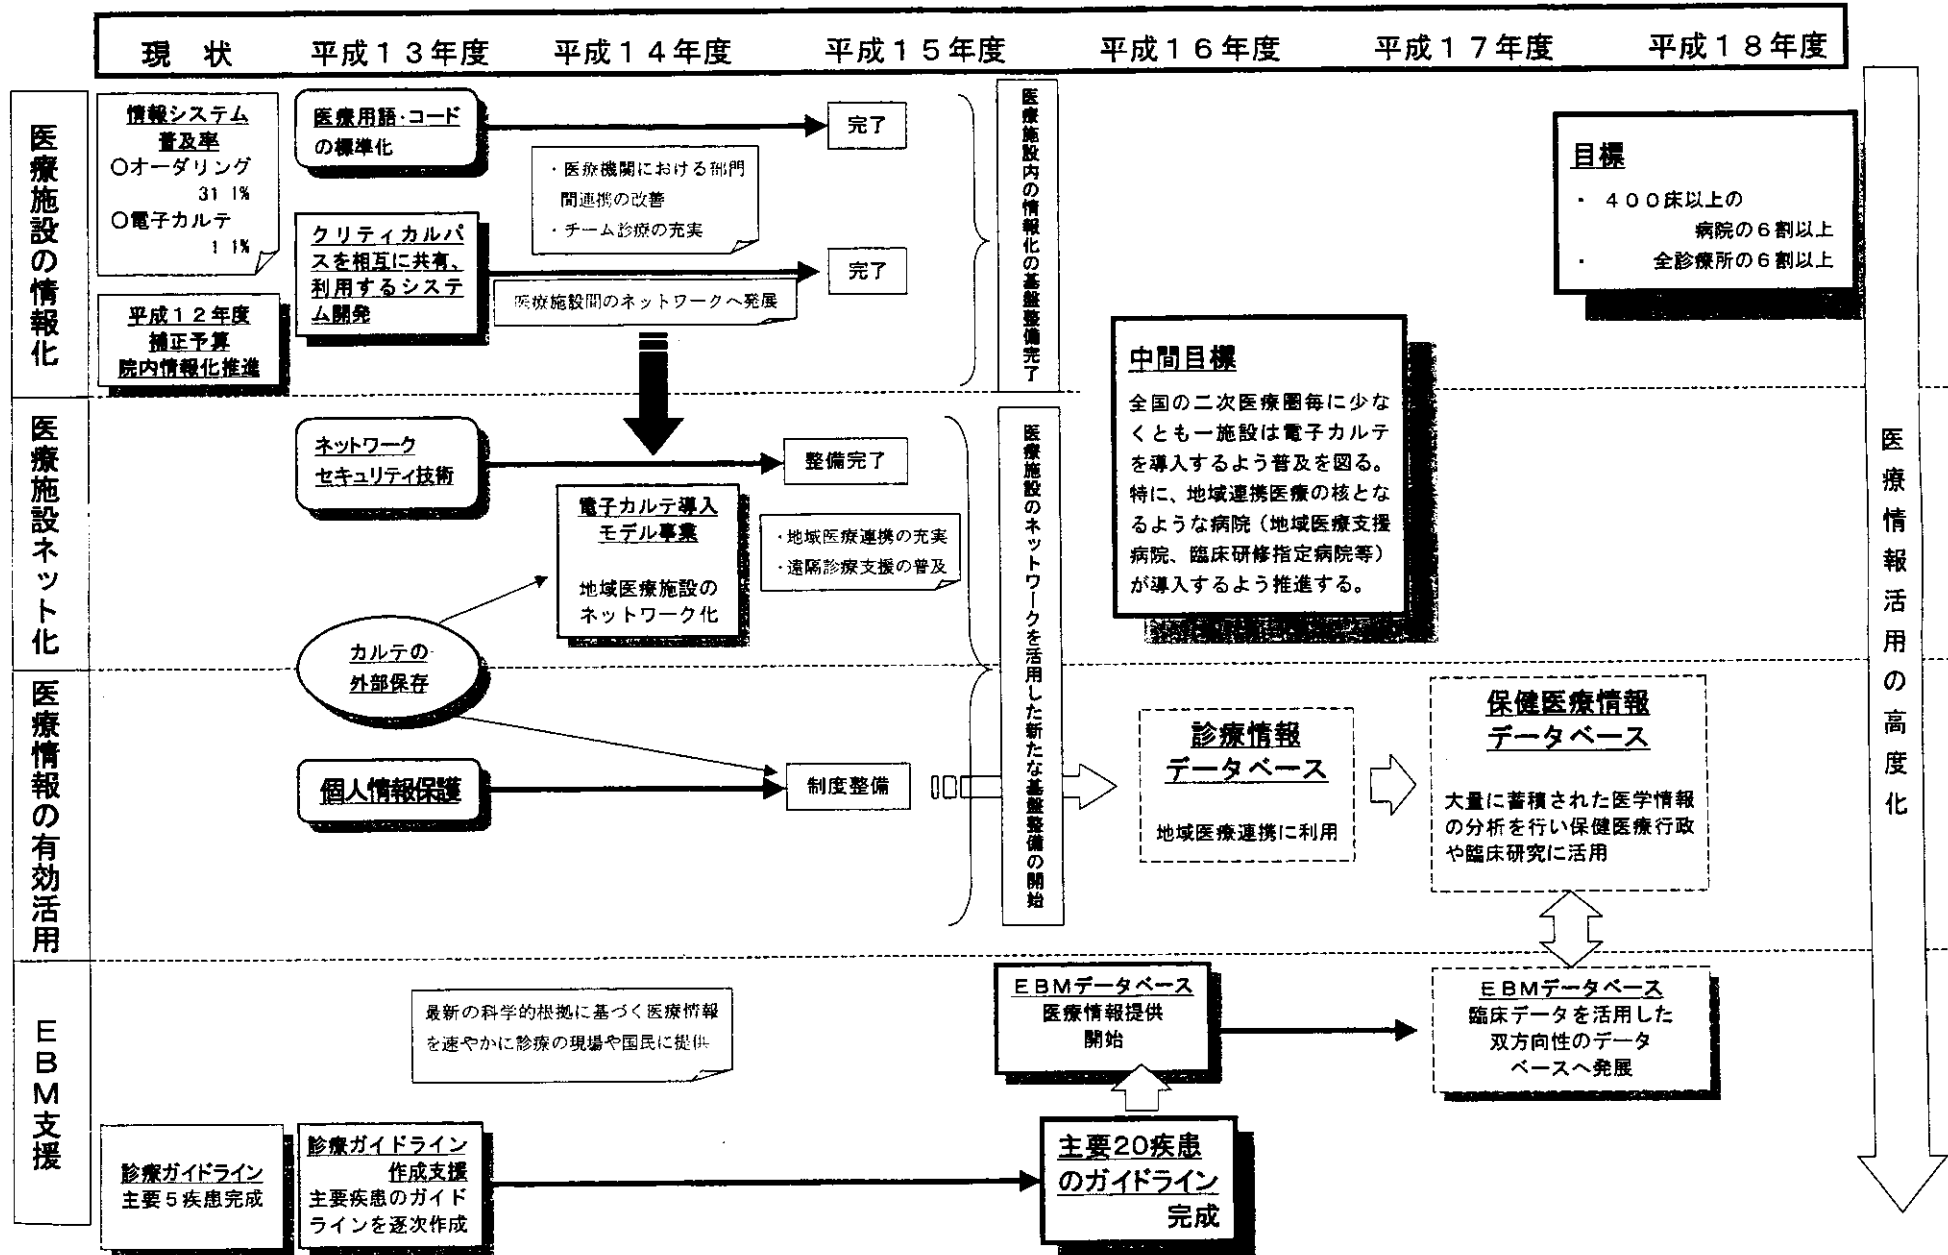 現　状　平成１３年度　平成１４年度　平成１５年度　平成１６年度　平成１７年度　平成１８年度
医療施設の情報化
情報システム
普及率
○オーダリング
31 1%
○電子カルテ
1 1%
平成１２年度
補正予算
院内情報化推進
医療用語・コード
の標準化
完了
・医療機関における部門
間連携の改善
・チーム診療の充実
クリティカルパ
スを相互に共有、
利用するシステ
ム開発
完了
医療施設間のネットワークへ発展
医療施設内の情報化の基盤整備完了
目標
・ ４００床以上の
病院の６割以上
・ 全診療所の６割以上
中間目標
全国の二次医療圏毎に少な
くとも一施設は電子カルテ
を導入するよう普及を図る。
特に、地域連携医療の核とな
るような病院（地域医療支援
病院、臨床研修指定病院等）
が導入するよう推進する。
医療施設ネット化
ネットワーク
セキュリティ技術
整備完了
電子カルテ導入
モデル事業
地域医療施設の
ネットワーク化
・地域医療連携の充実
・遠隔診療支援の普及
カルテの
外部保存
医療施設のネットワークを活用した新たな基盤整備の開始
医療情報の有効活用
個人情報保護
制度整備
診療情報
データベース
地域医療連携に利用
保健医療情報
データベース
大量に蓄積された医学情報
の分析を行い保健医療行政
や臨床研究に活用
医療情報活用の高度化
ＥＢＭ支援
最新の科学的根拠に基づく医療情報
を速やかに診療の現場や国民に提供
ＥＢＭデータベース
医療情報提供
開始
ＥＢＭデータベース
臨床データを活用した
双方向性のデータ
ベースへ発展
診療ガイドライン
主要５疾患完成
診療ガイドライン
作成支援
主要疾患のガイド
ラインを逐次作成
主要20疾患
のガイドライン
完成